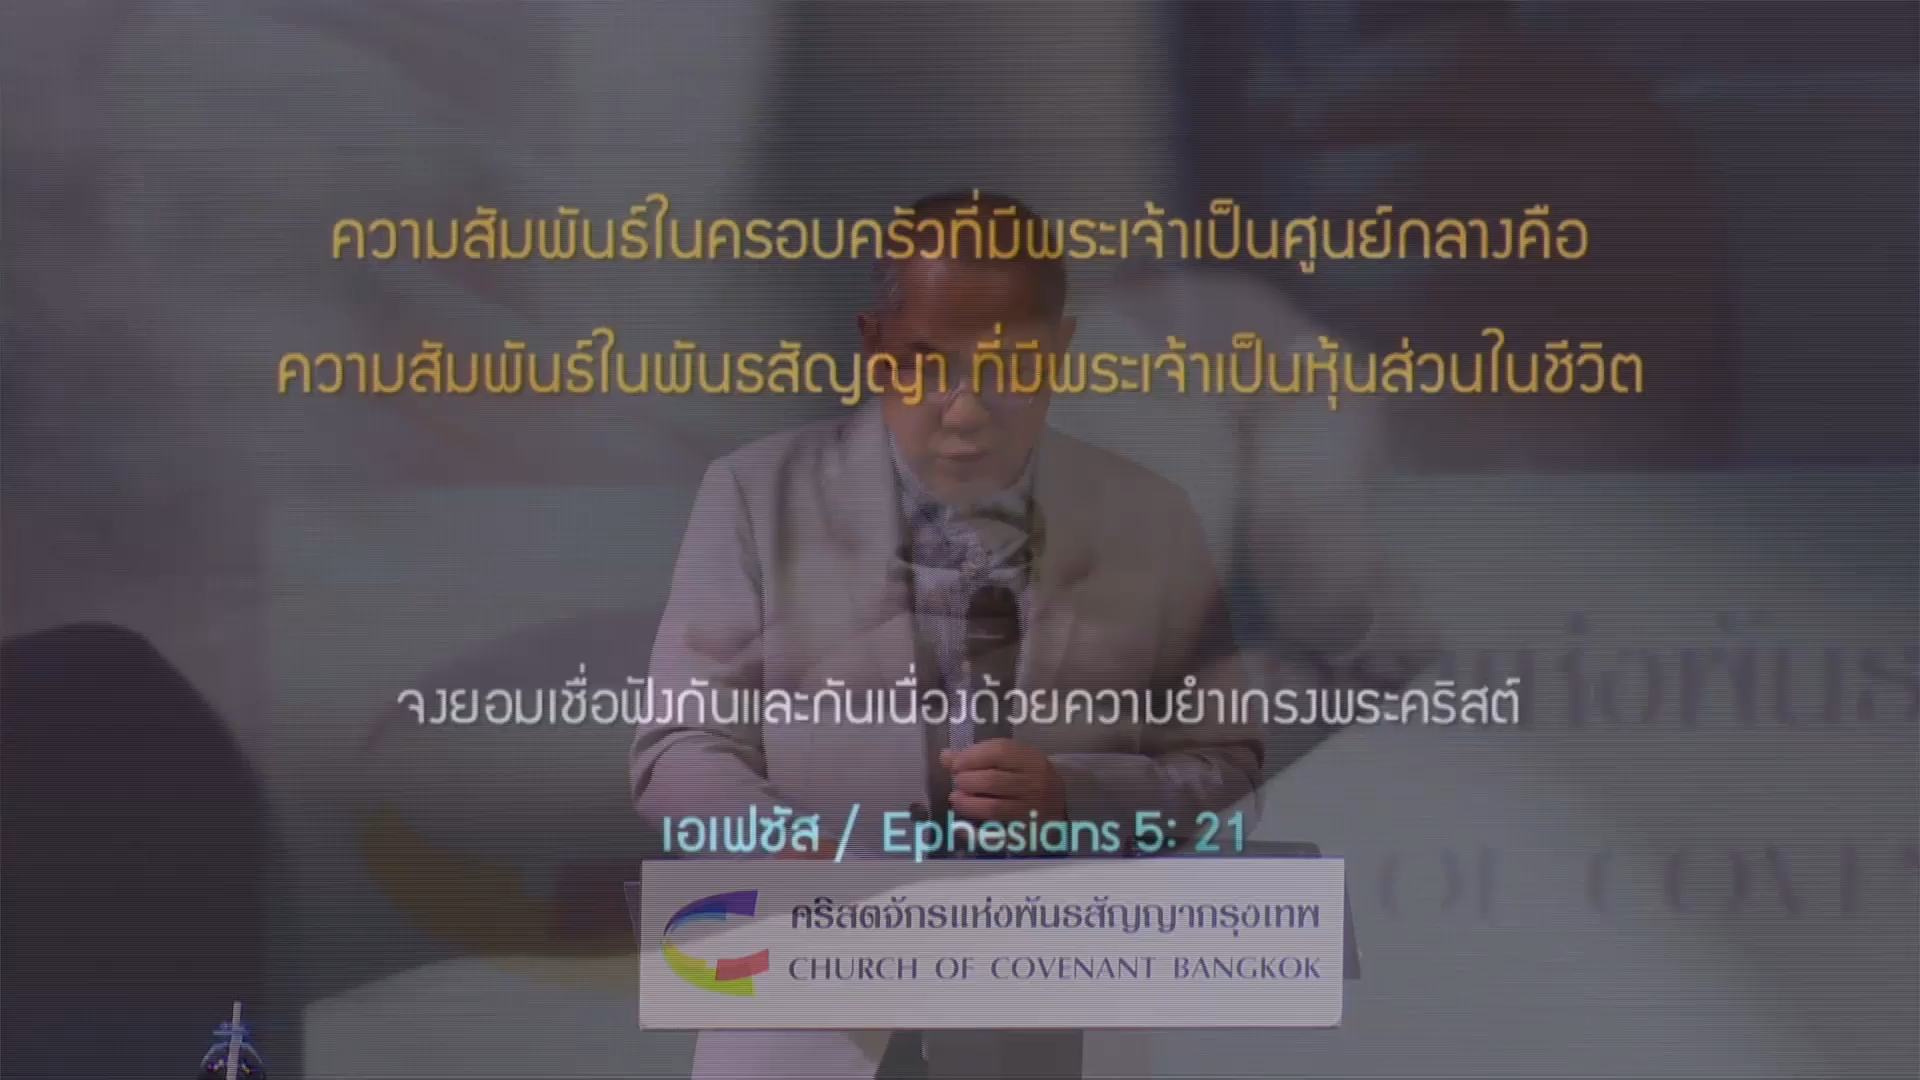 ความสัมพันธ์ในครอบครัวที่มีพระเจ้าเป็นศูนย์กลางคือ
ความสัมพันธ์ในพันธสัญญา ที่มีพระเจ้าเป็นหุ้นส่วนในชีวิต
จงยอมเชื่อฟังกันและกันเนื่องด้วยความยำเกรงพระคริสต์
เอเฟซัส / Ephesians 5: 21
คริสตจักรแห่งพันธสัญญากรุงเทพ
CHURCH OF COVENANT BANGKOK